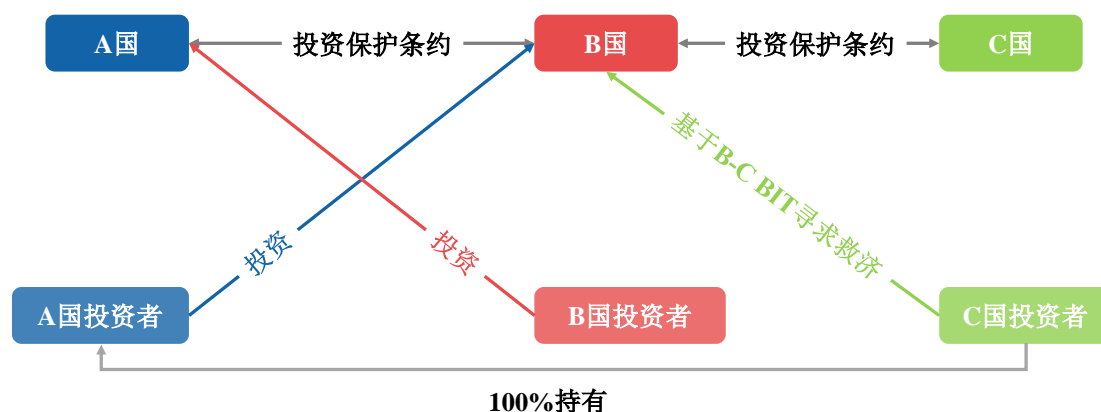 A国
投资保护条约
B国
投资保护条约
C国
基于B-C BIT寻求救济
投资
投资
A国投资者
B国投资者
C国投资者
100%持有